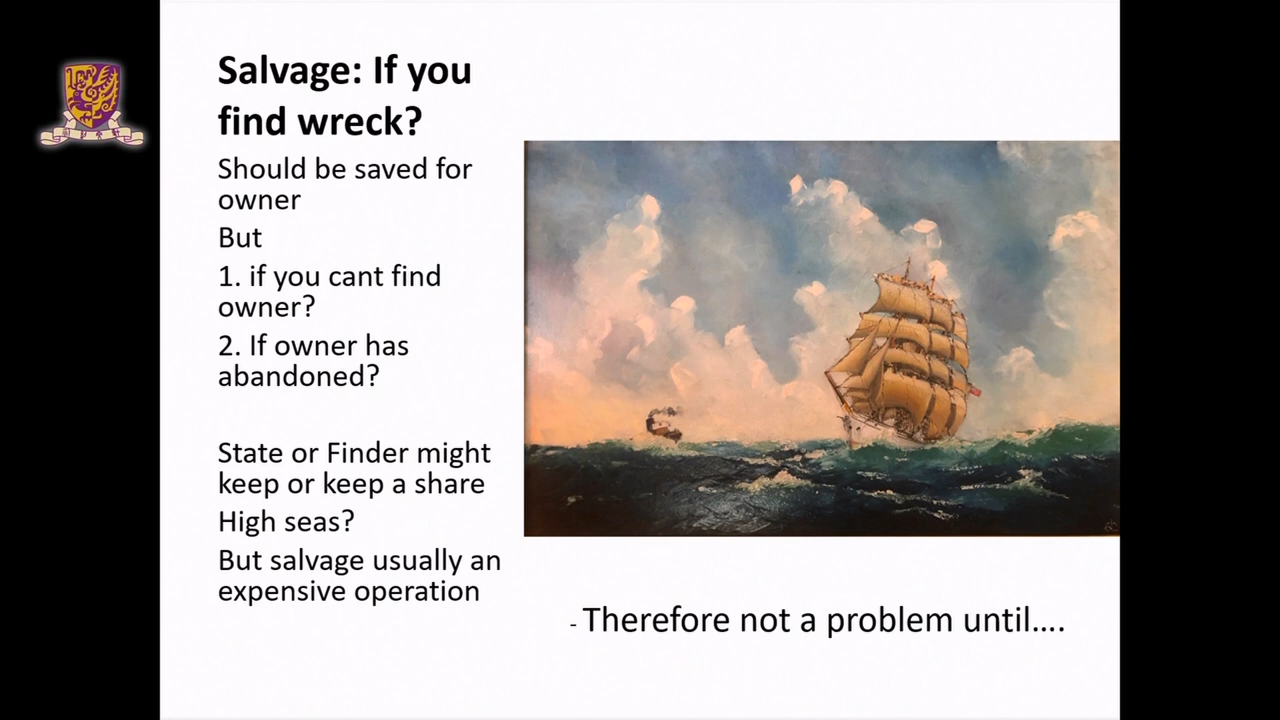 Salvage: If you
find wreck?
Should be saved for
owner
But
1. if you cant find
owner?
2. If owner has
abandoned?
State or Finder might
keep or keep a share
High seas?
But salvage usually an
expensive operation
- Therefore not a problem until....